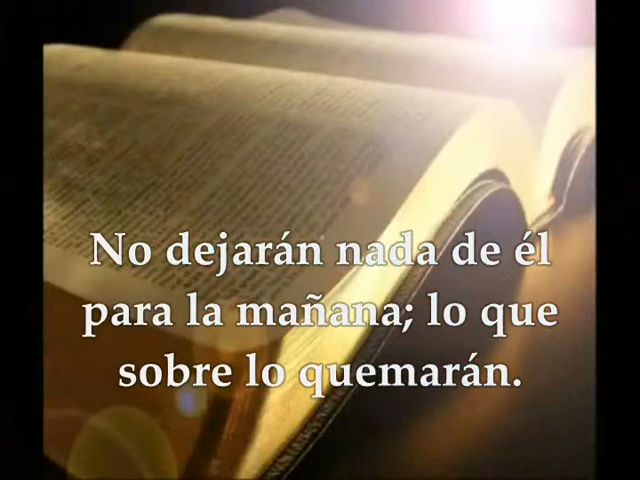 No dejarán nada de él
para la mañana; lo que
sobre lo quemarán.